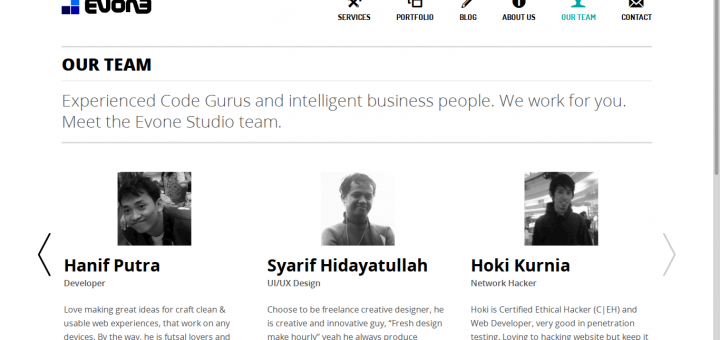 EVON3
SERVICES
PORTFOLIO
BLOG
ABOUT US
OUR TEAM
CONTACT
OUR TEAM
Experienced Code Gurus and intelligent business people. We work for you.
Meet the Evone Studio team.
Hanif Putra
Developer
Love making great ideas for craft clean &
usable web experiences, that work on any
devices. By the way, he is futsal lovers and
Syarif Hidayatullah
UI/UX Design
Choose to be freelance creative designer, he
is creative and innovative guy, “Fresh design
make hourly” yeah he always produce
Hoki Kurnia
Network Hacker
Hoki is Certified Ethical Hacker (C|EH) and
Web Developer, very good in penetration
testing. Loving to hacking website but keep it